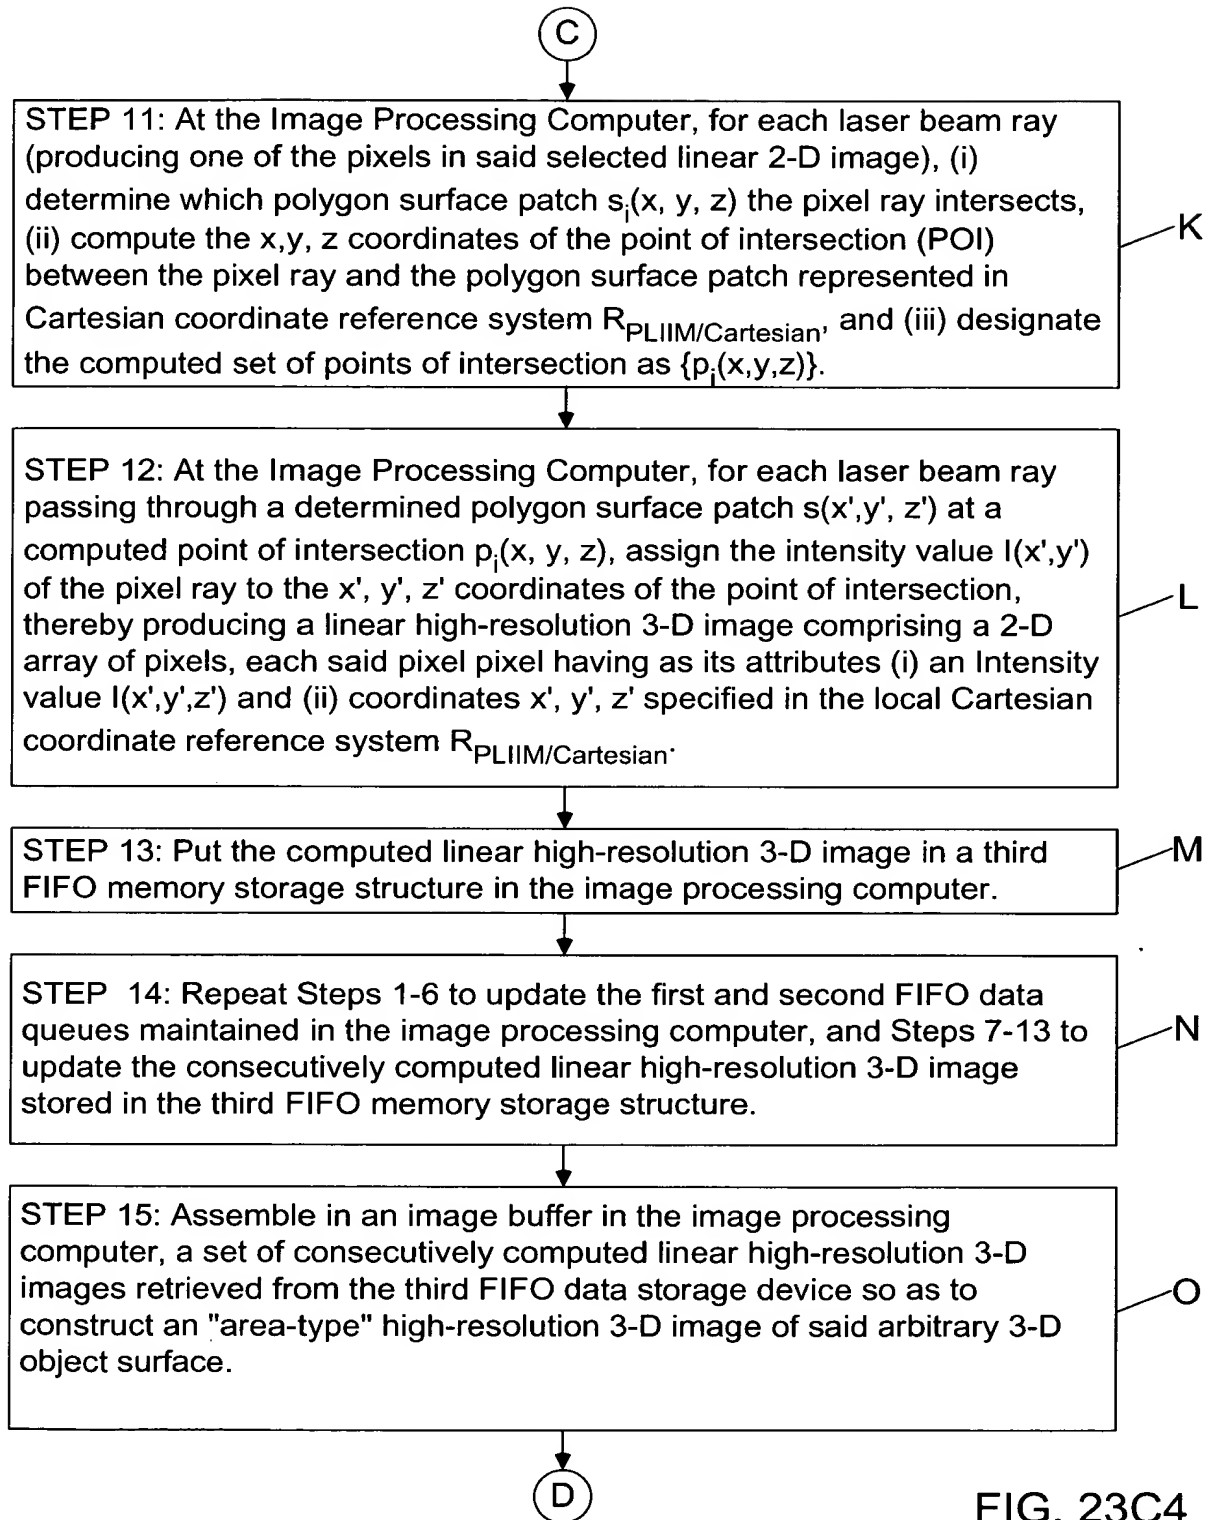 C
STEP 11: At the Image Processing Computer, for each laser beam ray
(producing one of the pixels in said selected linear 2-D image), (i)
determine which polygon surface patch s_i(x, y, z) the pixel ray intersects,
(ii) compute the x,y, z coordinates of the point of intersection (POI)
between the pixel ray and the polygon surface patch represented in
Cartesian coordinate reference system R_PLIIM/Cartesian, and (iii) designate
the computed set of points of intersection as {p_i(x,y,z)}.
K
STEP 12: At the Image Processing Computer, for each laser beam ray
passing through a determined polygon surface patch s(x',y', z') at a
computed point of intersection p_i(x, y, z), assign the intensity value I(x',y')
of the pixel ray to the x', y', z' coordinates of the point of intersection,
thereby producing a linear high-resolution 3-D image comprising a 2-D
array of pixels, each said pixel pixel having as its attributes (i) an Intensity
value I(x',y',z') and (ii) coordinates x', y', z' specified in the local Cartesian
coordinate reference system R_PLIIM/Cartesian.
L
STEP 13: Put the computed linear high-resolution 3-D image in a third
FIFO memory storage structure in the image processing computer.
M
STEP 14: Repeat Steps 1-6 to update the first and second FIFO data
queues maintained in the image processing computer, and Steps 7-13 to
update the consecutively computed linear high-resolution 3-D image
stored in the third FIFO memory storage structure.
N
STEP 15: Assemble in an image buffer in the image processing
computer, a set of consecutively computed linear high-resolution 3-D
images retrieved from the third FIFO data storage device so as to
construct an "area-type" high-resolution 3-D image of said arbitrary 3-D
object surface.
O
D
FIG. 23C4